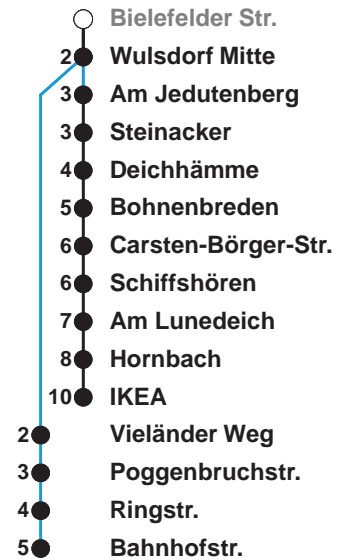 Bielefelder Str.
2 Wulsdorf Mitte
3 Am Jedutenberg
3 Steinacker
4 Deichhämme
5 Bohnenbreden
6 Carsten-Börger-Str.
6 Schiffshören
7 Am Lunedeich
8 Hornbach
10 IKEA
2 Vieländer Weg
3 Poggenbruchstr.
4 Ringstr.
5 Bahnhofstr.